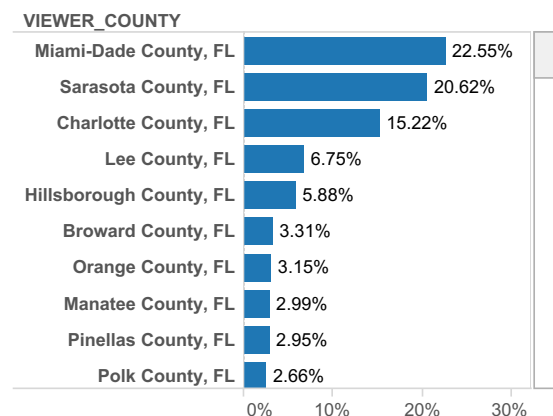 VIEWER_COUNTY
Miami-Dade County, FL 22.55%
Sarasota County, FL 20.62%
Charlotte County, FL 15.22%
Lee County, FL 6.75%
Hillsborough County, FL 5.88%
Broward County, FL 3.31%
Orange County, FL 3.15%
Manatee County, FL 2.99%
Pinellas County, FL 2.95%
Polk County, FL 2.66%
0% 10% 20% 30%